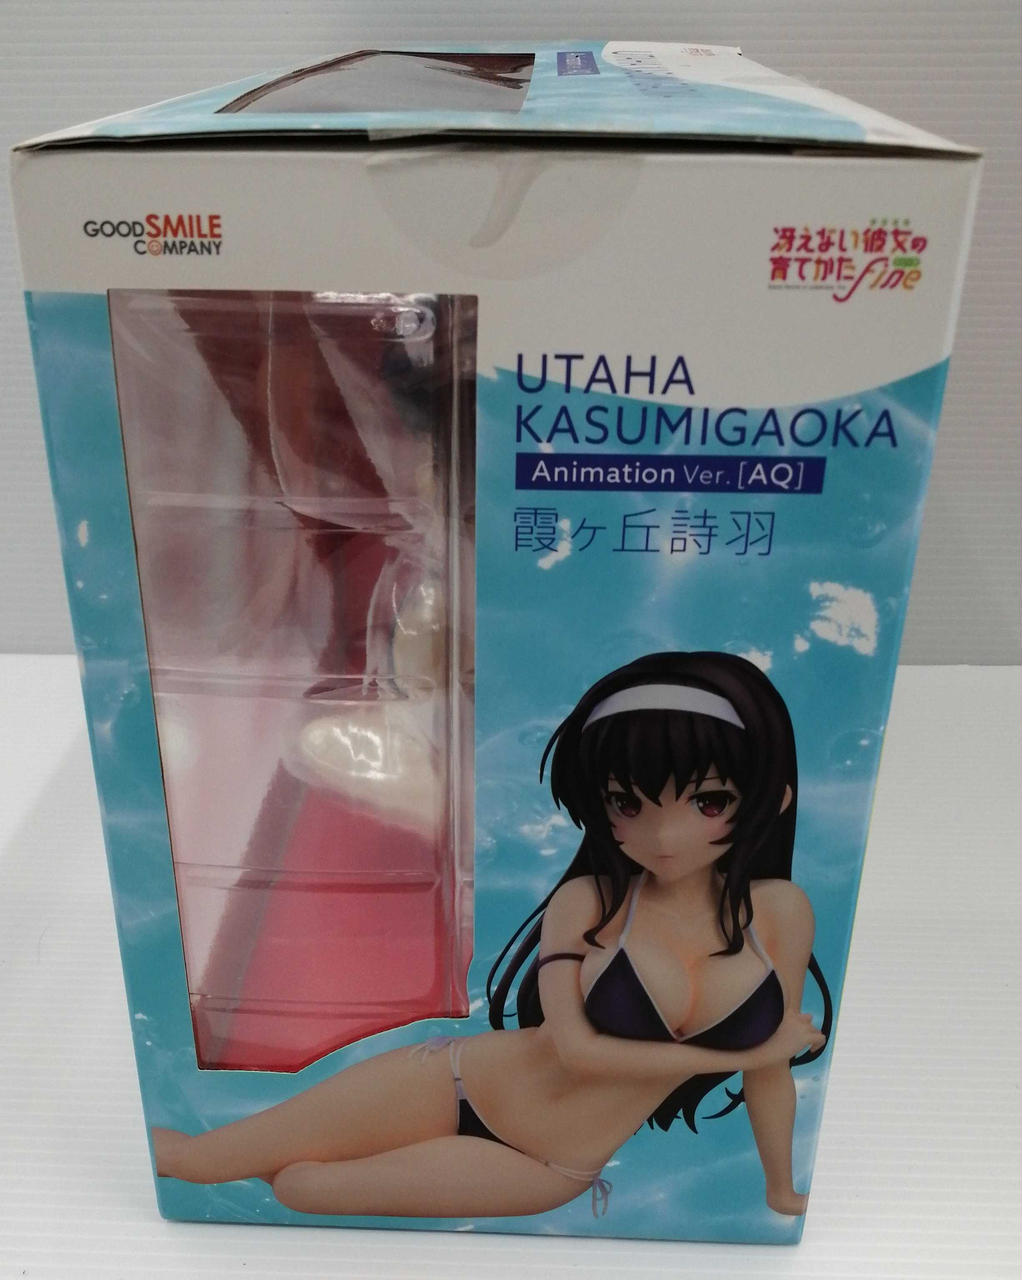 GOOD SMILE
COMPANY
冴えない彼女の
育てかた fine
UTAHA
KASUMIGAOKA
Animation Ver. [AQ]
霞ヶ丘詩羽